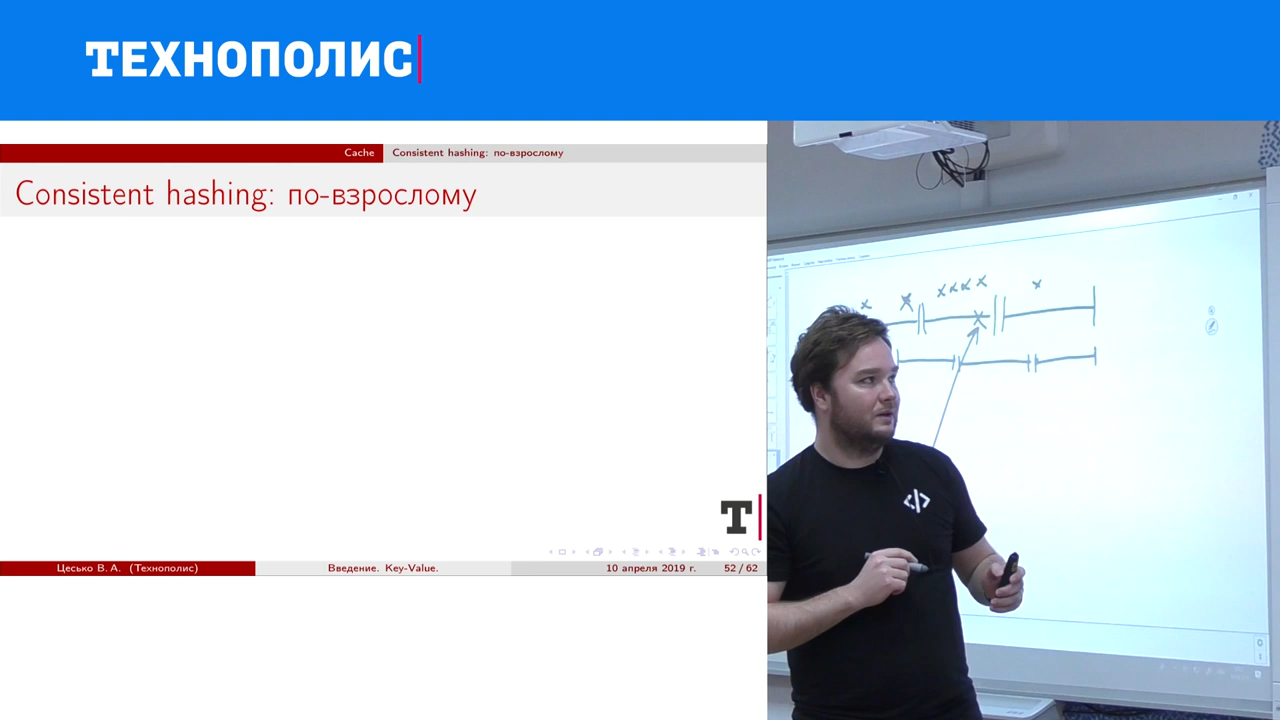 ТЕХНОПОЛИС
Cache
Consistent hashing: по-взрослому
Consistent hashing: по-взрослому
Т
Цесько В. А. (Технополис)
Введение. Key-Value.
10 апреля 2019 г.
52 / 62